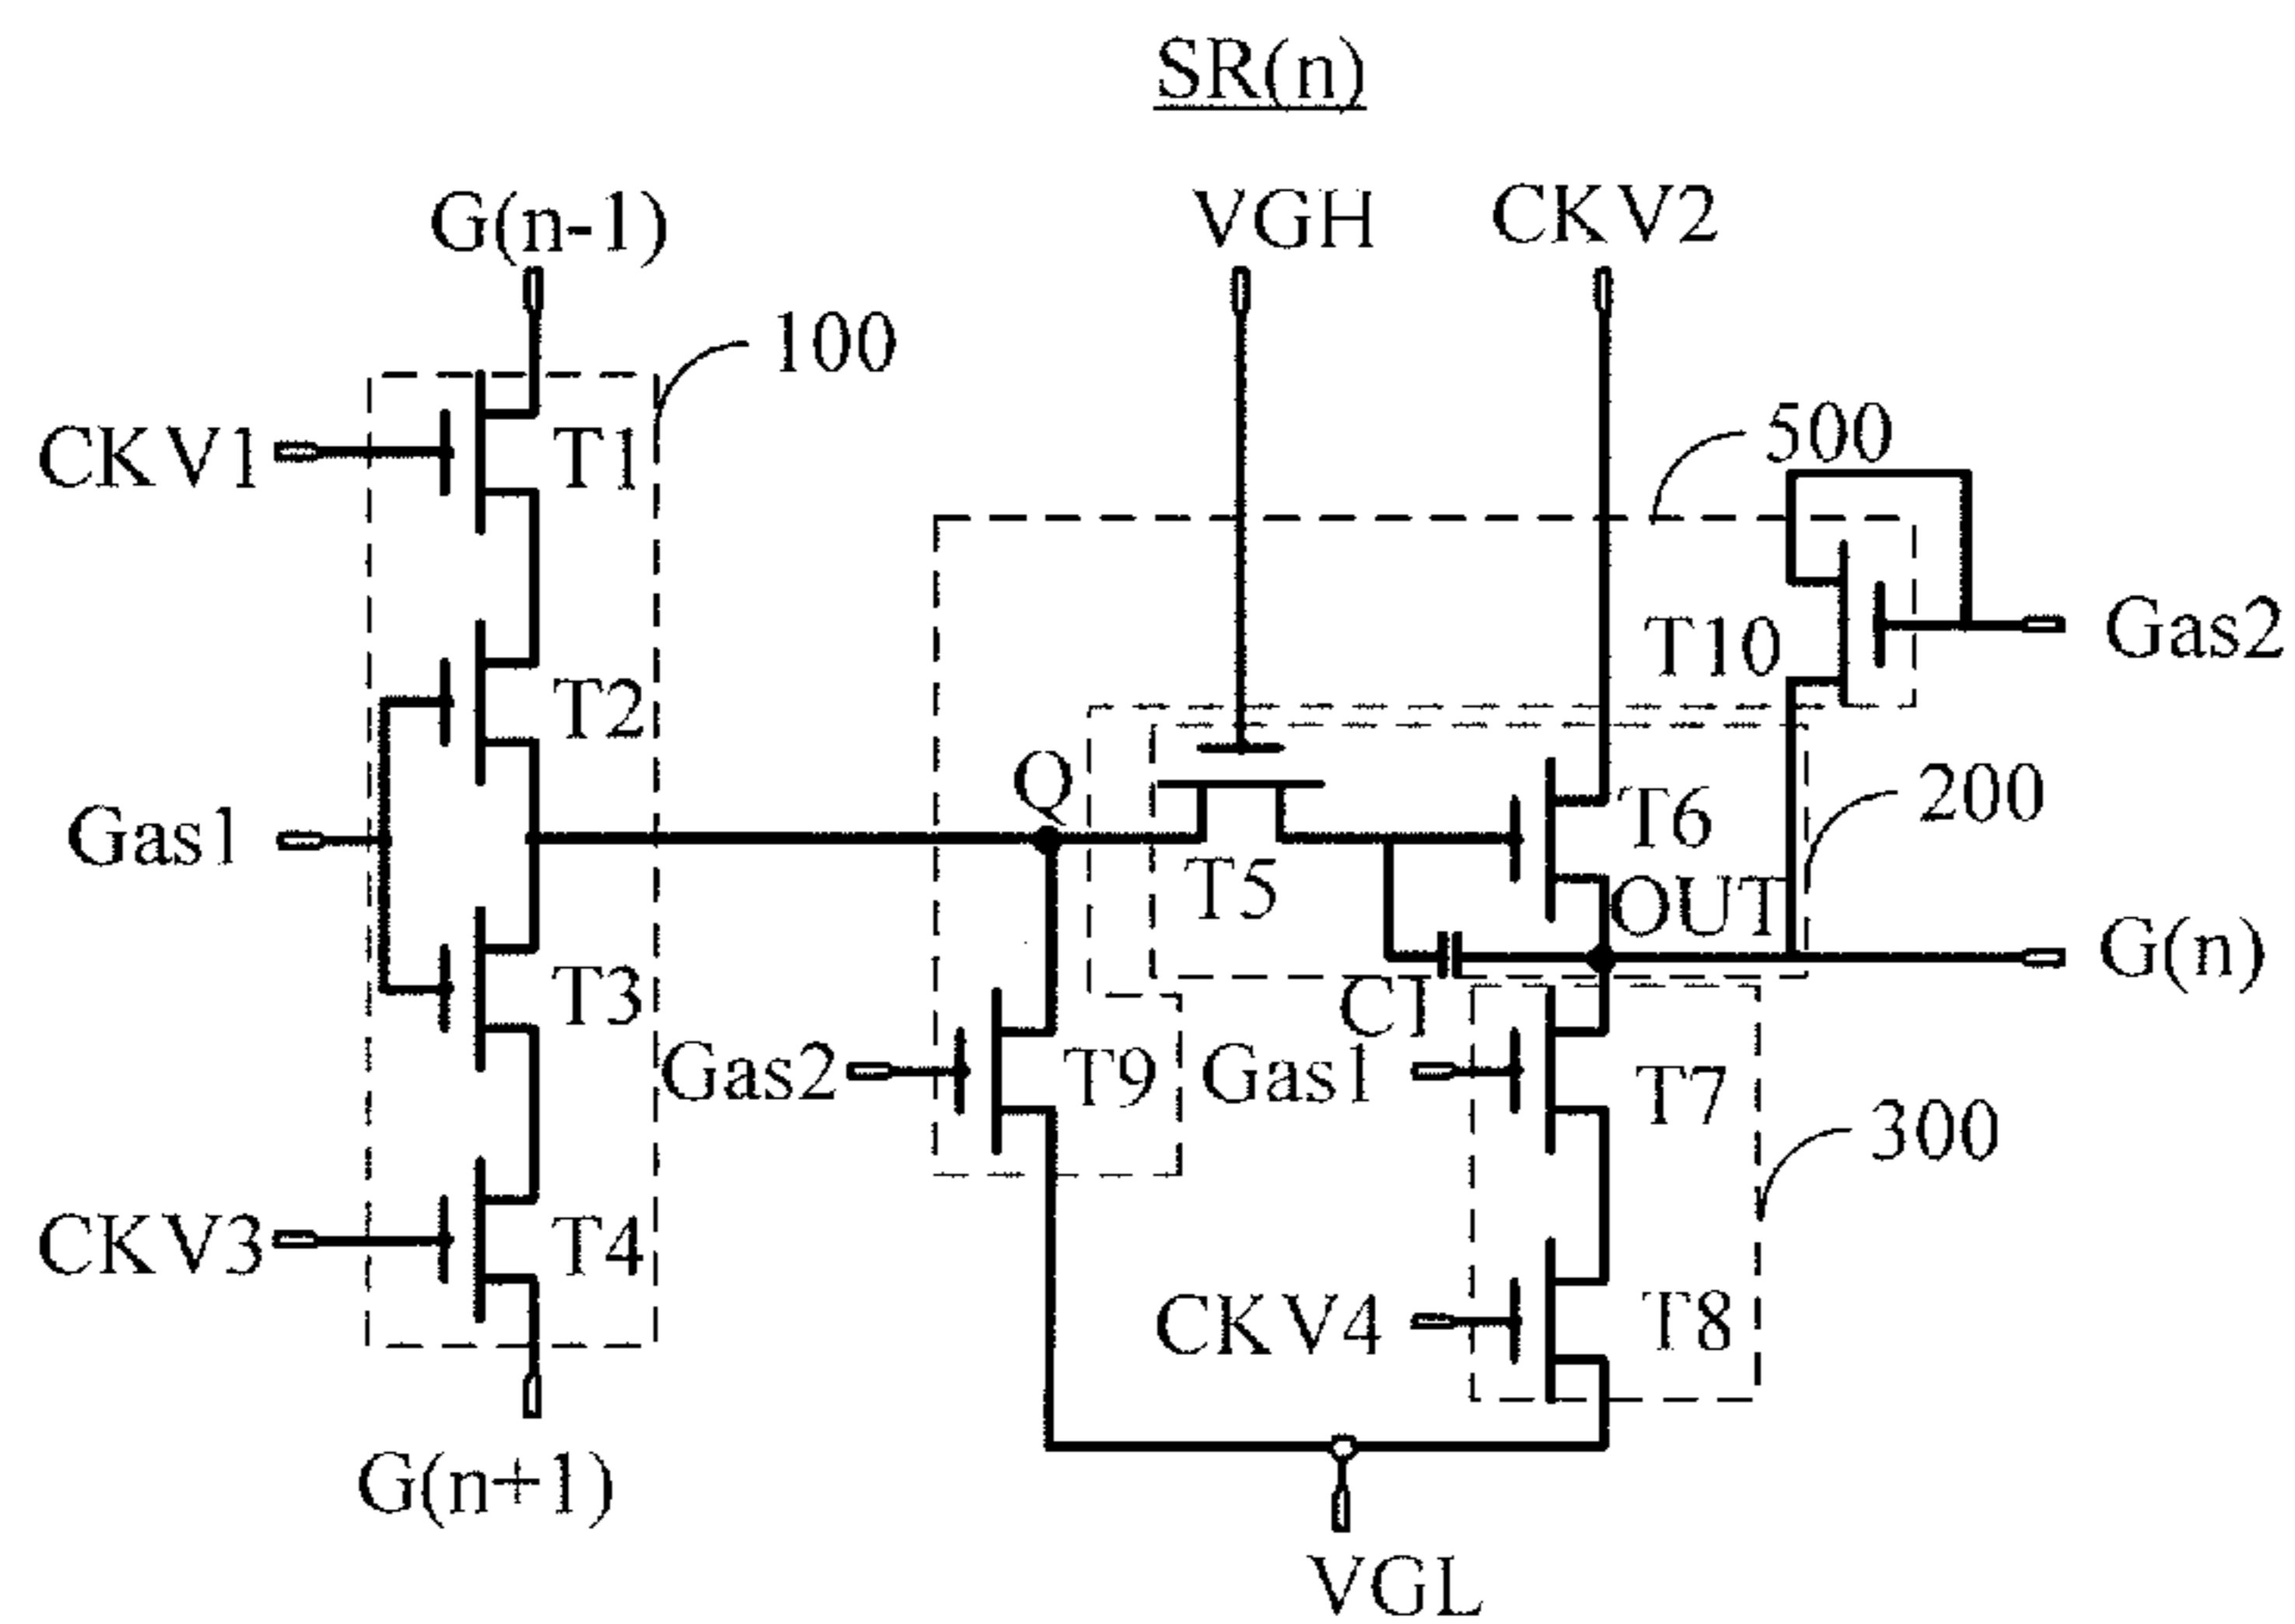 SR(n)
G(n-1)
VGH
CKV2
100
CKV1
T1
500
T10
Gas2
T2
Q
T6
200
Gas1
T5
OUT
G(n)
T3
C1
Gas2
T9
Gas1
T7
300
CKV3
T4
CKV4
T8
G(n+1)
VGL